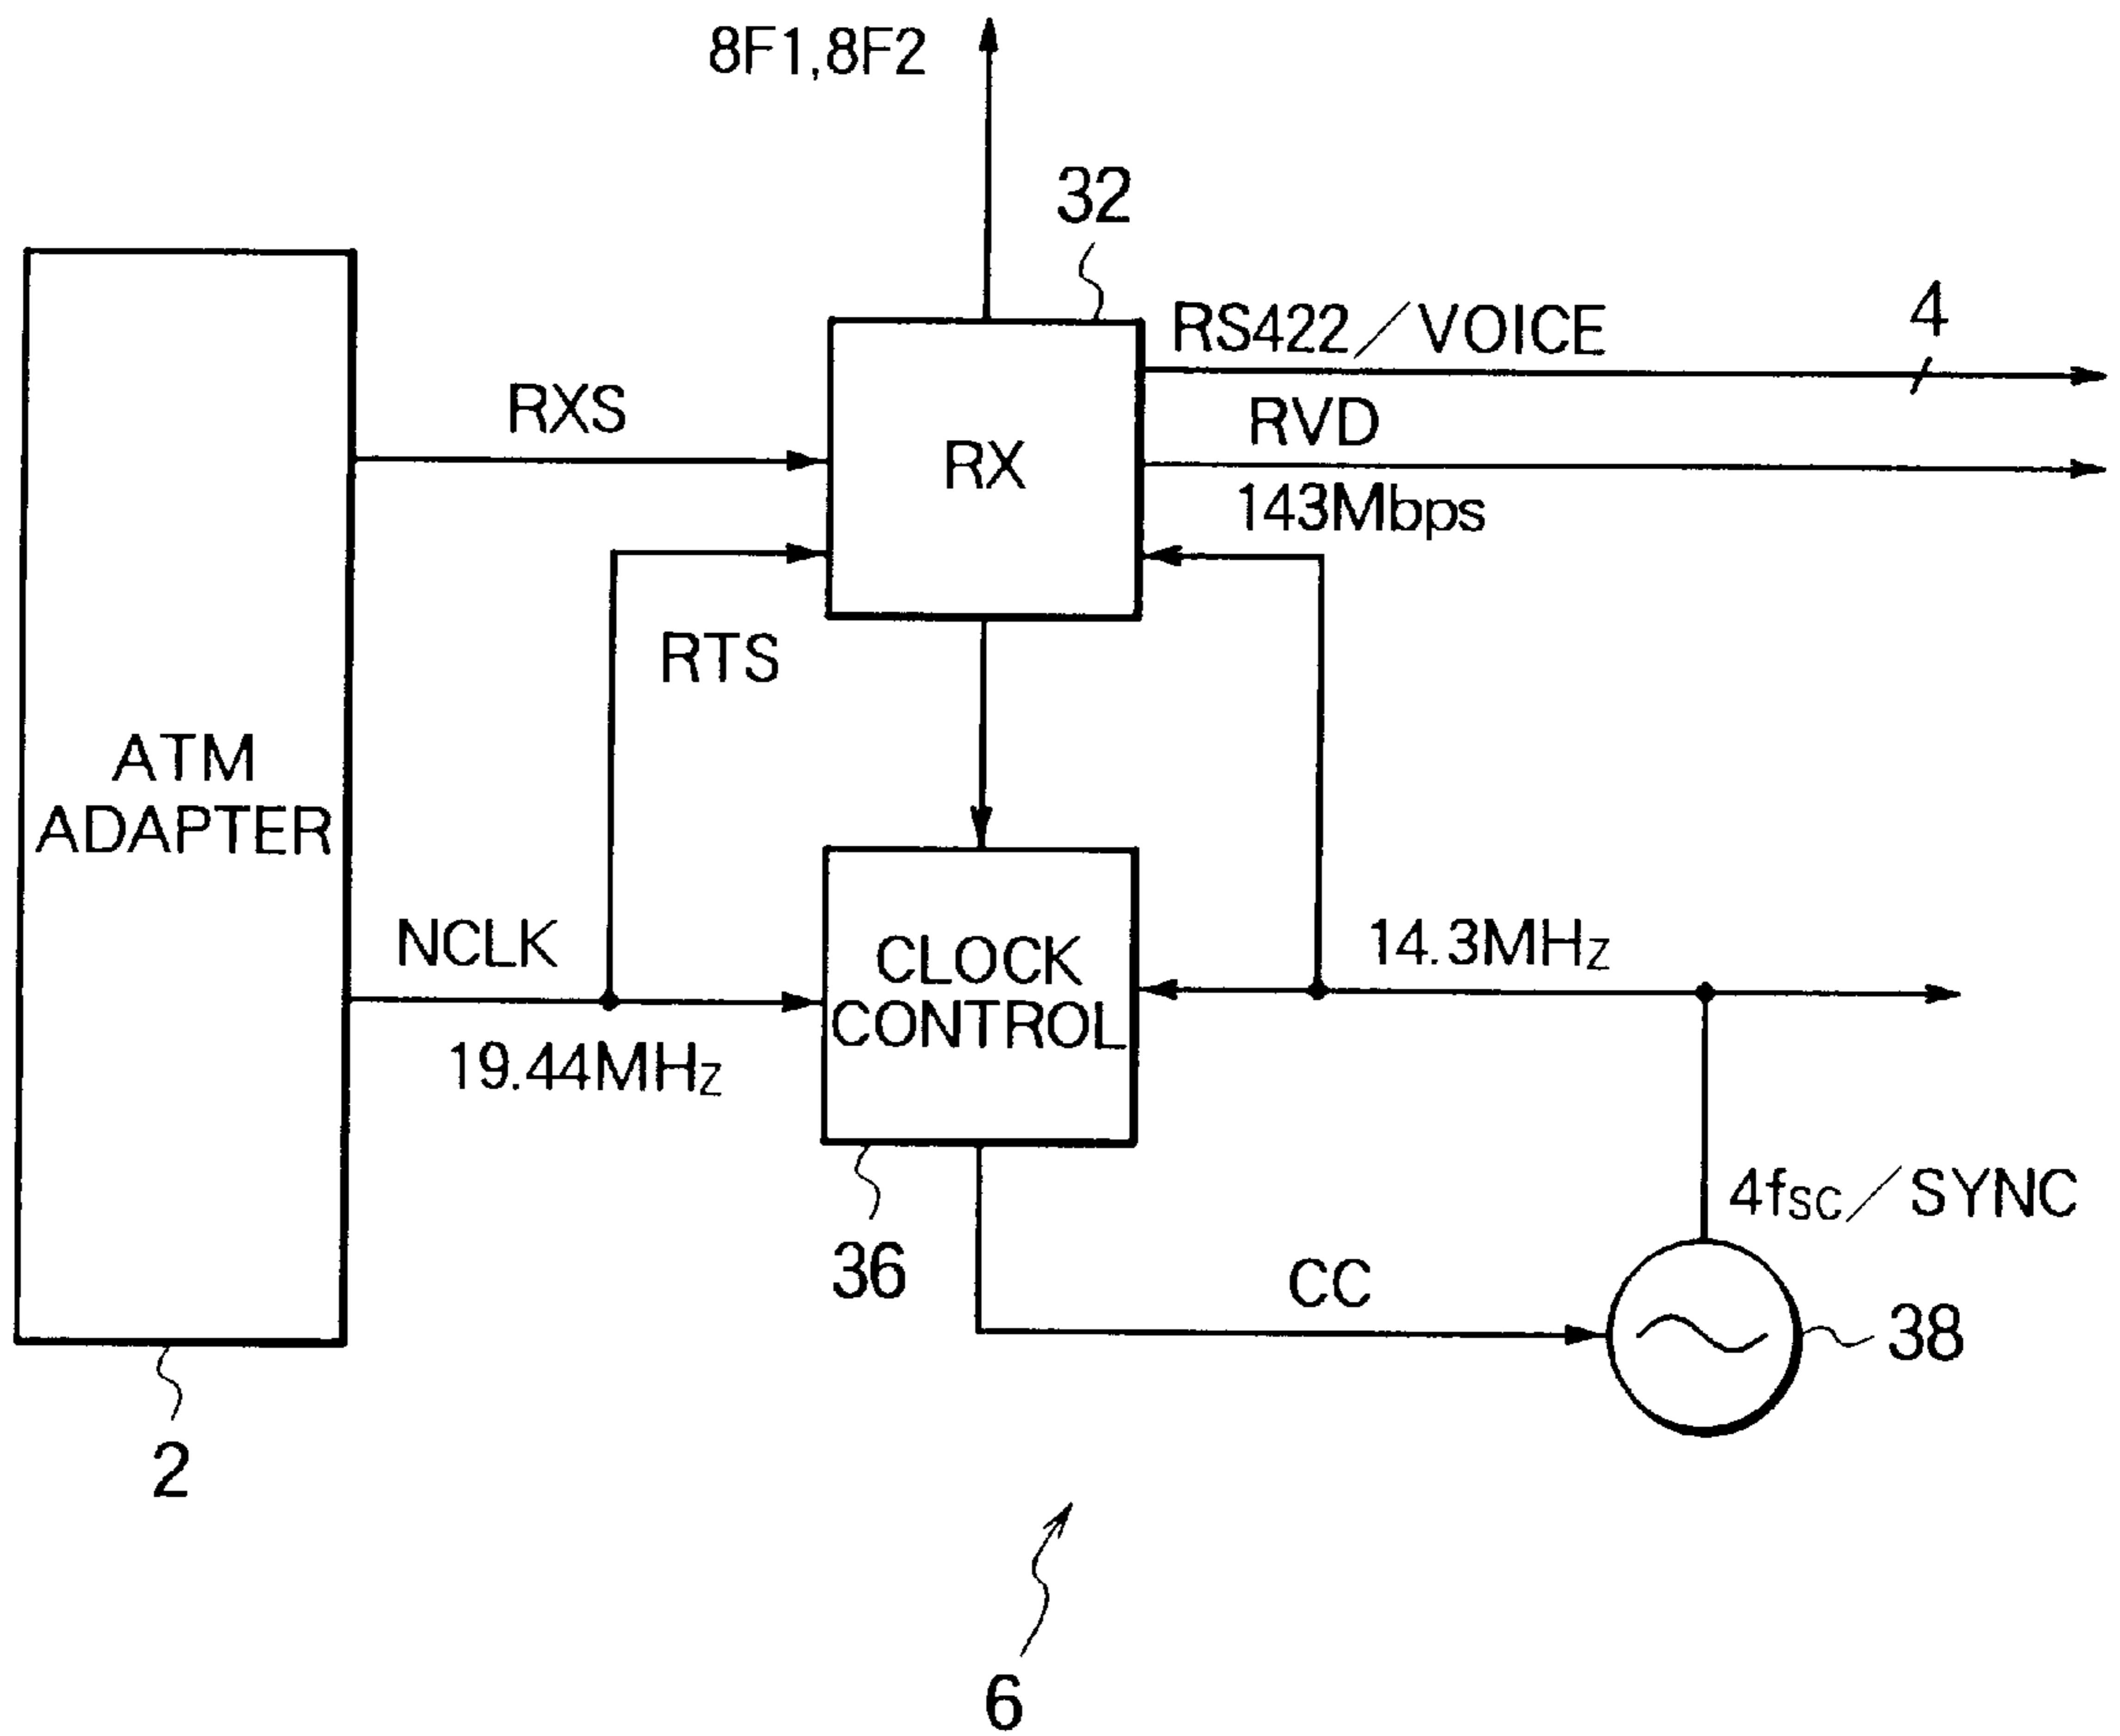 8F1,8F2
32
RS422/VOICE
4
RXS
RX
RVD
143Mbps
RTS
ATM
ADAPTER
NCLK
19.44MHz
CLOCK
CONTROL
14.3MHz
36
4fsc/SYNC
CC
38
2
6